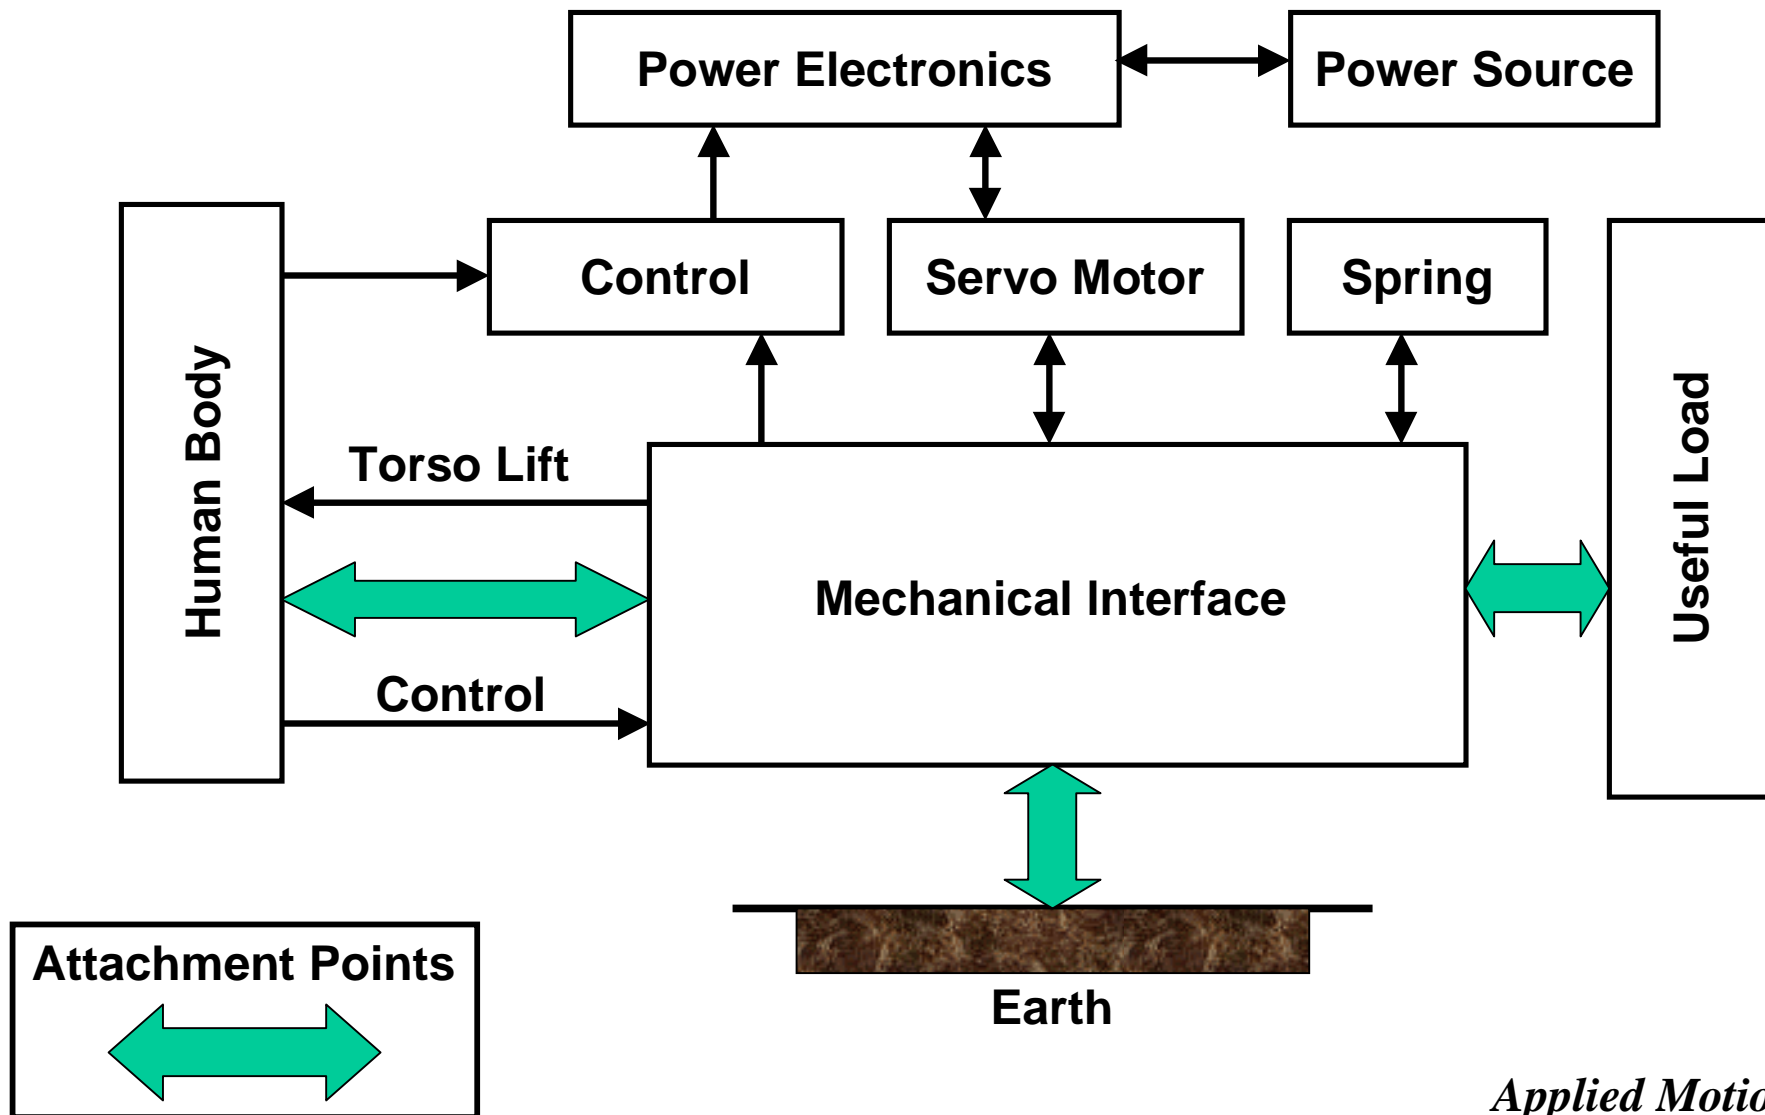 Power Electronics
Power Source
Control
Servo Motor
Spring
Human Body
Torso Lift
Control
Mechanical Interface
Useful Load
Earth
Attachment Points
Applied Motio